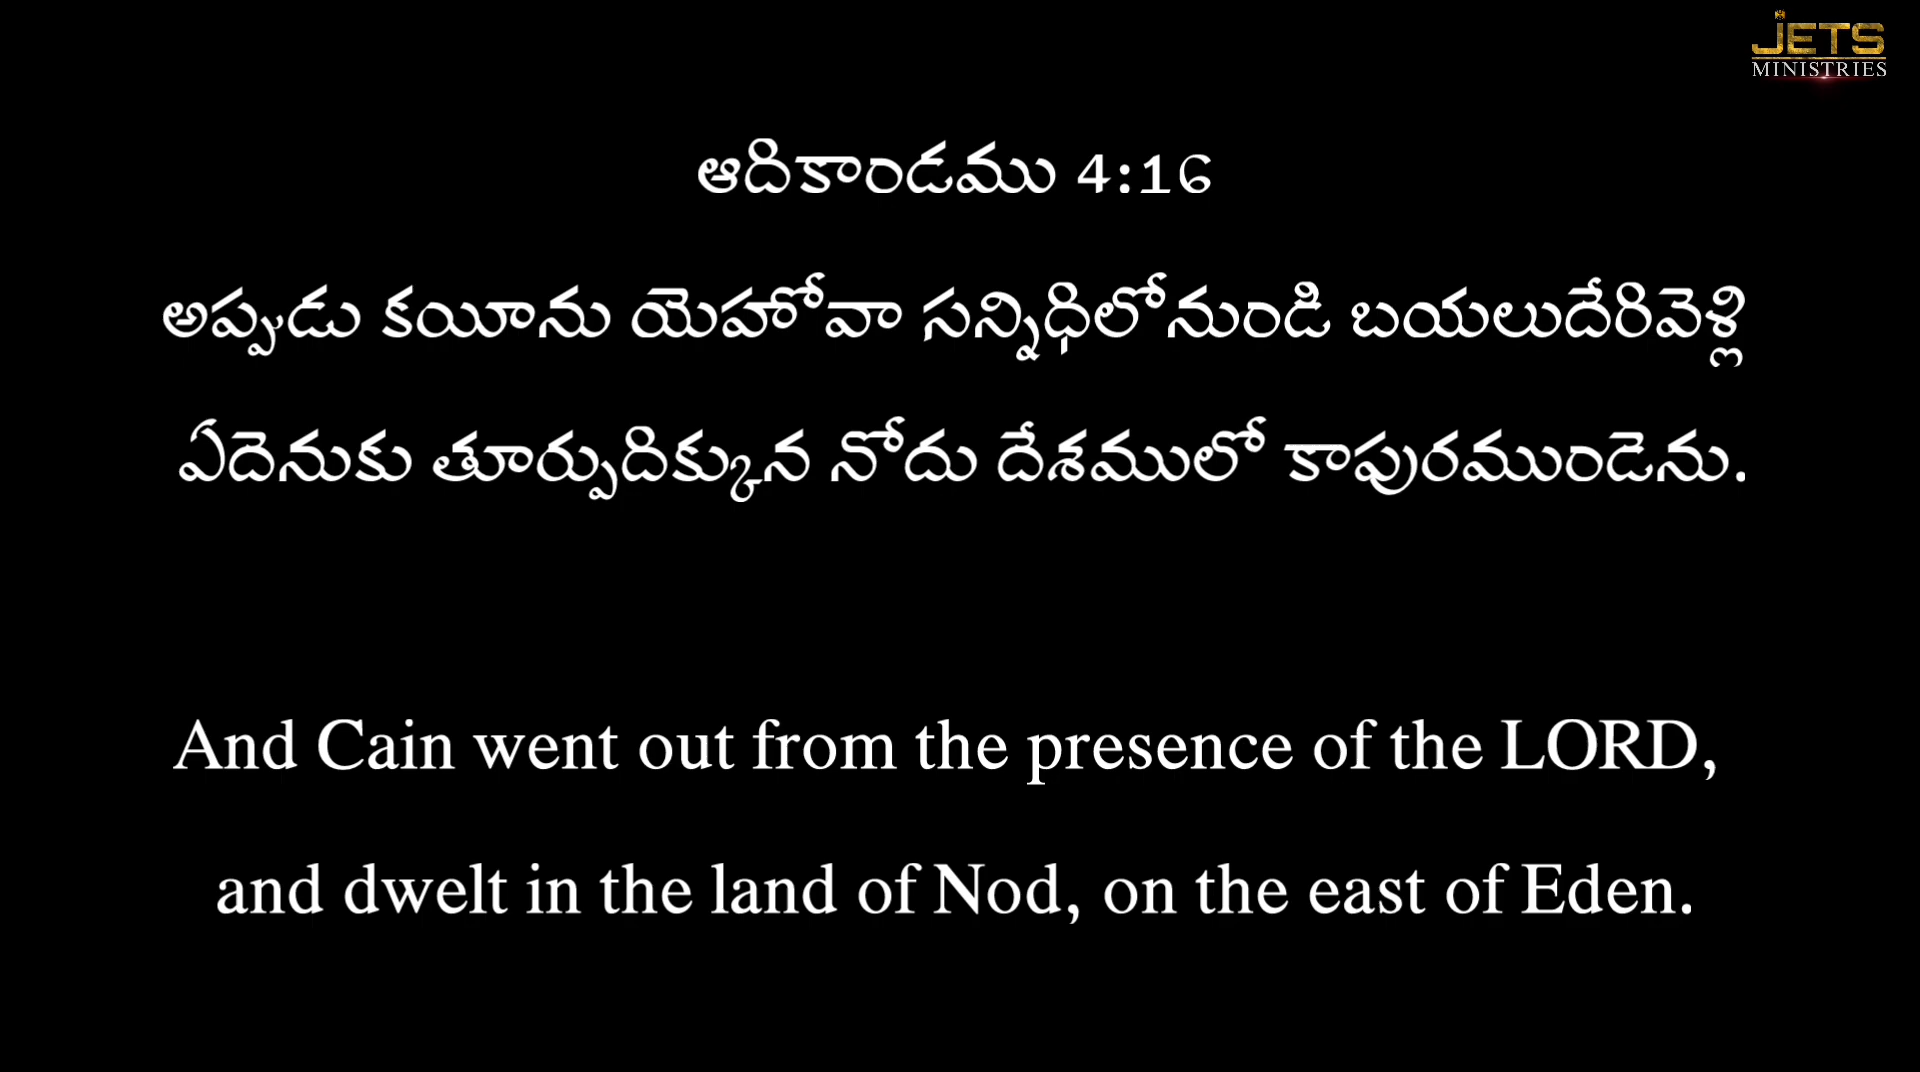 JETS
MINISTRIES
ఆదికాండము 4:16
అప్పుడు కయీను యెహోవా సన్నిధిలోనుండి బయలుదేరివెళ్లి
ఏదెనుకు తూర్పుదిక్కున నోదు దేశములో కాపురముండెను.
And Cain went out from the presence of the LORD,
and dwelt in the land of Nod, on the east of Eden.